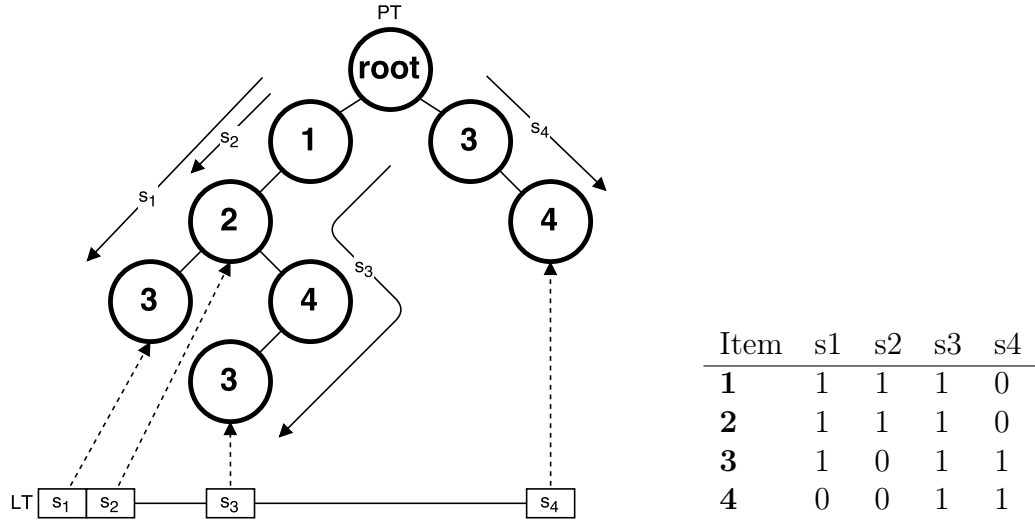 PT
root
1
3
s2
s4
s1
2
4
s3
3
4
3
LT s1 s2 s3 s4
Item s1 s2 s3 s4
1 1 1 1 0
2 1 1 1 0
3 1 0 1 1
4 0 0 1 1